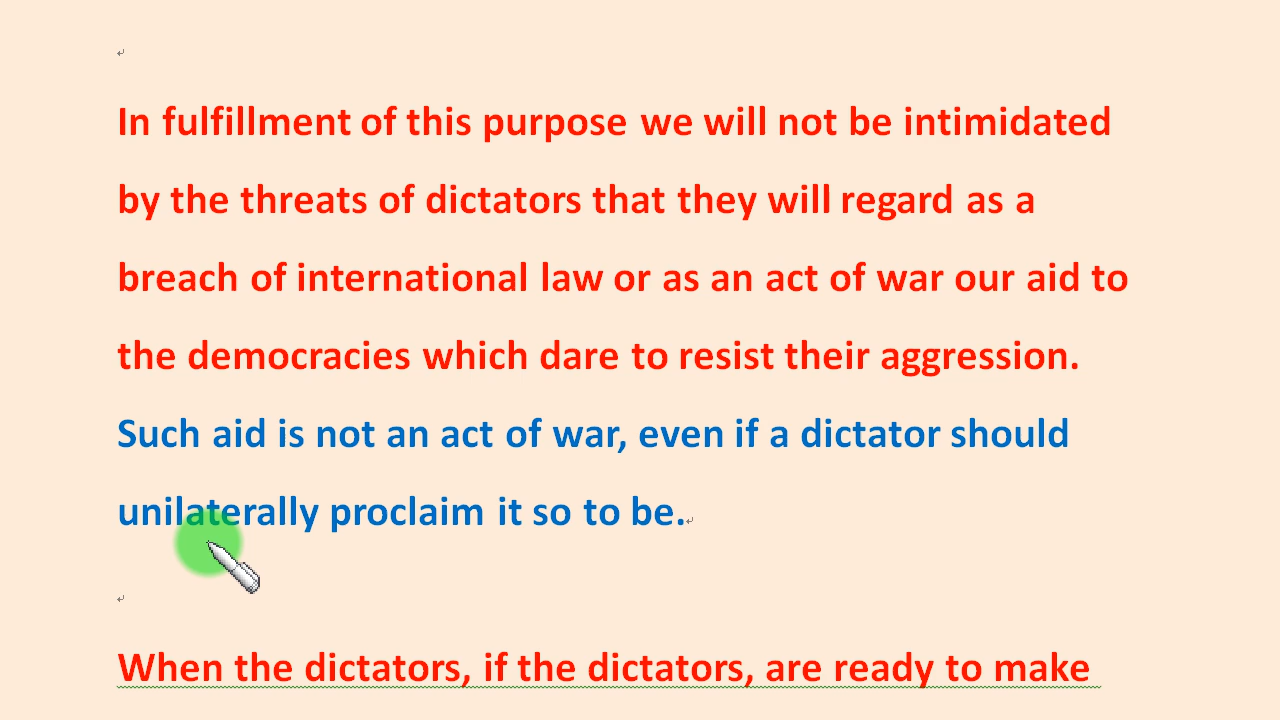 In fulfillment of this purpose we will not be intimidated
by the threats of dictators that they will regard as a
breach of international law or as an act of war our aid to
the democracies which dare to resist their aggression.
Such aid is not an act of war, even if a dictator should
unilaterally proclaim it so to be.
When the dictators, if the dictators, are ready to make